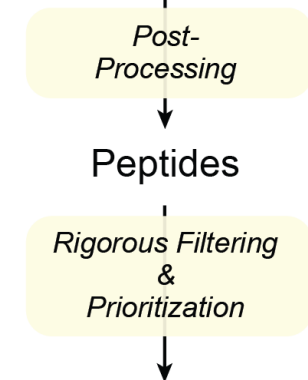 Post-
Processing
Peptides
Rigorous Filtering
&
Prioritization